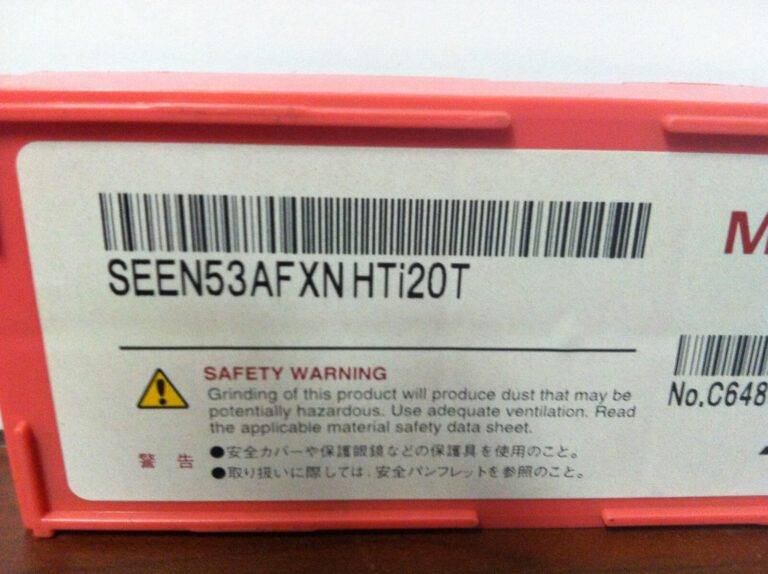 SEEN53AFXN HTi20T
M
No.C648
SAFETY WARNING
Grinding of this product will produce dust that may be
potentially hazardous. Use adequate ventilation. Read
the applicable material safety data sheet.
警告
●安全カバーや保護眼鏡などの保護具を使用のこと。
●取り扱いに際しては、安全パンフレットを参照のこと。